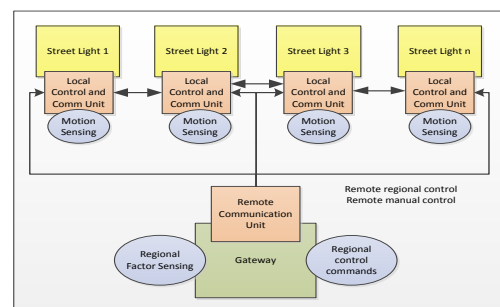 Street Light 1
Street Light 2
Street Light 3
Street Light n
Local
Control and
Comm Unit
Local
Control and
Comm Unit
Local
Control and
Comm Unit
Local
Control and
Comm Unit
Motion
Sensing
Motion
Sensing
Motion
Sensing
Motion
Sensing
Remote regional control
Remote manual control
Remote
Communication
Unit
Regional
Factor Sensing
Gateway
Regional
control
commands